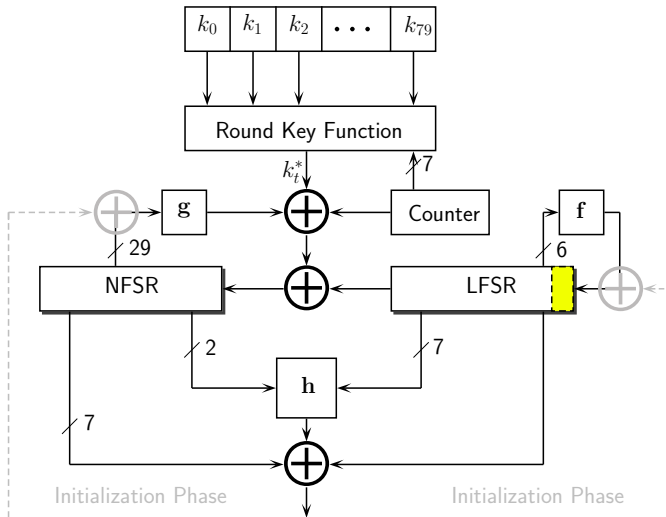 k₀ k₁ k₂ ••• k₇₉
Round Key Function
k*ₜ
7
g
Counter
f
29
6
NFSR
LFSR
2
7
h
7
Initialization Phase
Initialization Phase